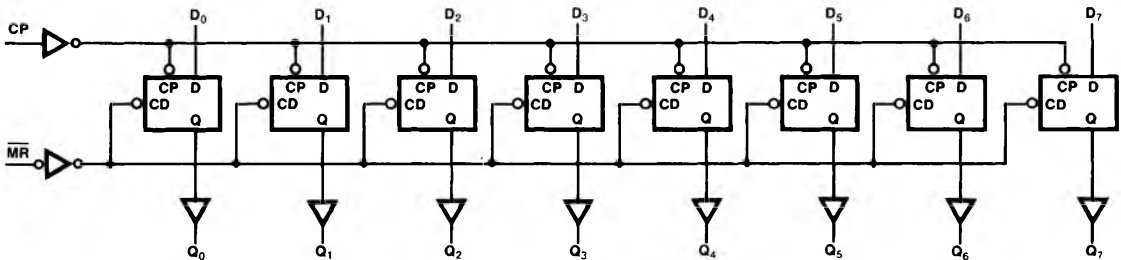 D0 D1 D2 D3 D4 D5 D6 D7
CP
CP D CP D CP D CP D CP D CP D CP D CP D
CD CD CD CD CD CD CD CD
Q Q Q Q Q Q Q Q
M̅R̅
Q0 Q1 Q2 Q3 Q4 Q5 Q6 Q7